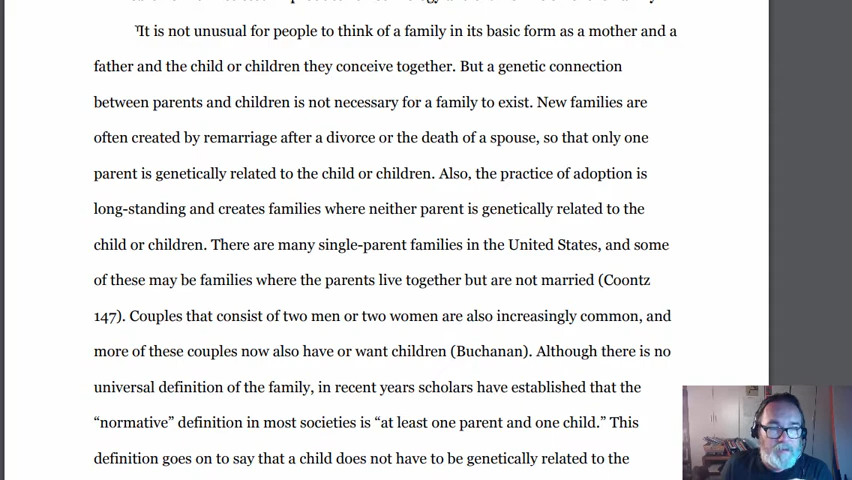 It is not unusual for people to think of a family in its basic form as a mother and a
father and the child or children they conceive together. But a genetic connection
between parents and children is not necessary for a family to exist. New families are
often created by remarriage after a divorce or the death of a spouse, so that only one
parent is genetically related to the child or children. Also, the practice of adoption is
long-standing and creates families where neither parent is genetically related to the
child or children. There are many single-parent families in the United States, and some
of these may be families where the parents live together but are not married (Coontz
147). Couples that consist of two men or two women are also increasingly common, and
more of these couples now also have or want children (Buchanan). Although there is no
universal definition of the family, in recent years scholars have established that the
“normative” definition in most societies is “at least one parent and one child.” This
definition goes on to say that a child does not have to be genetically related to the